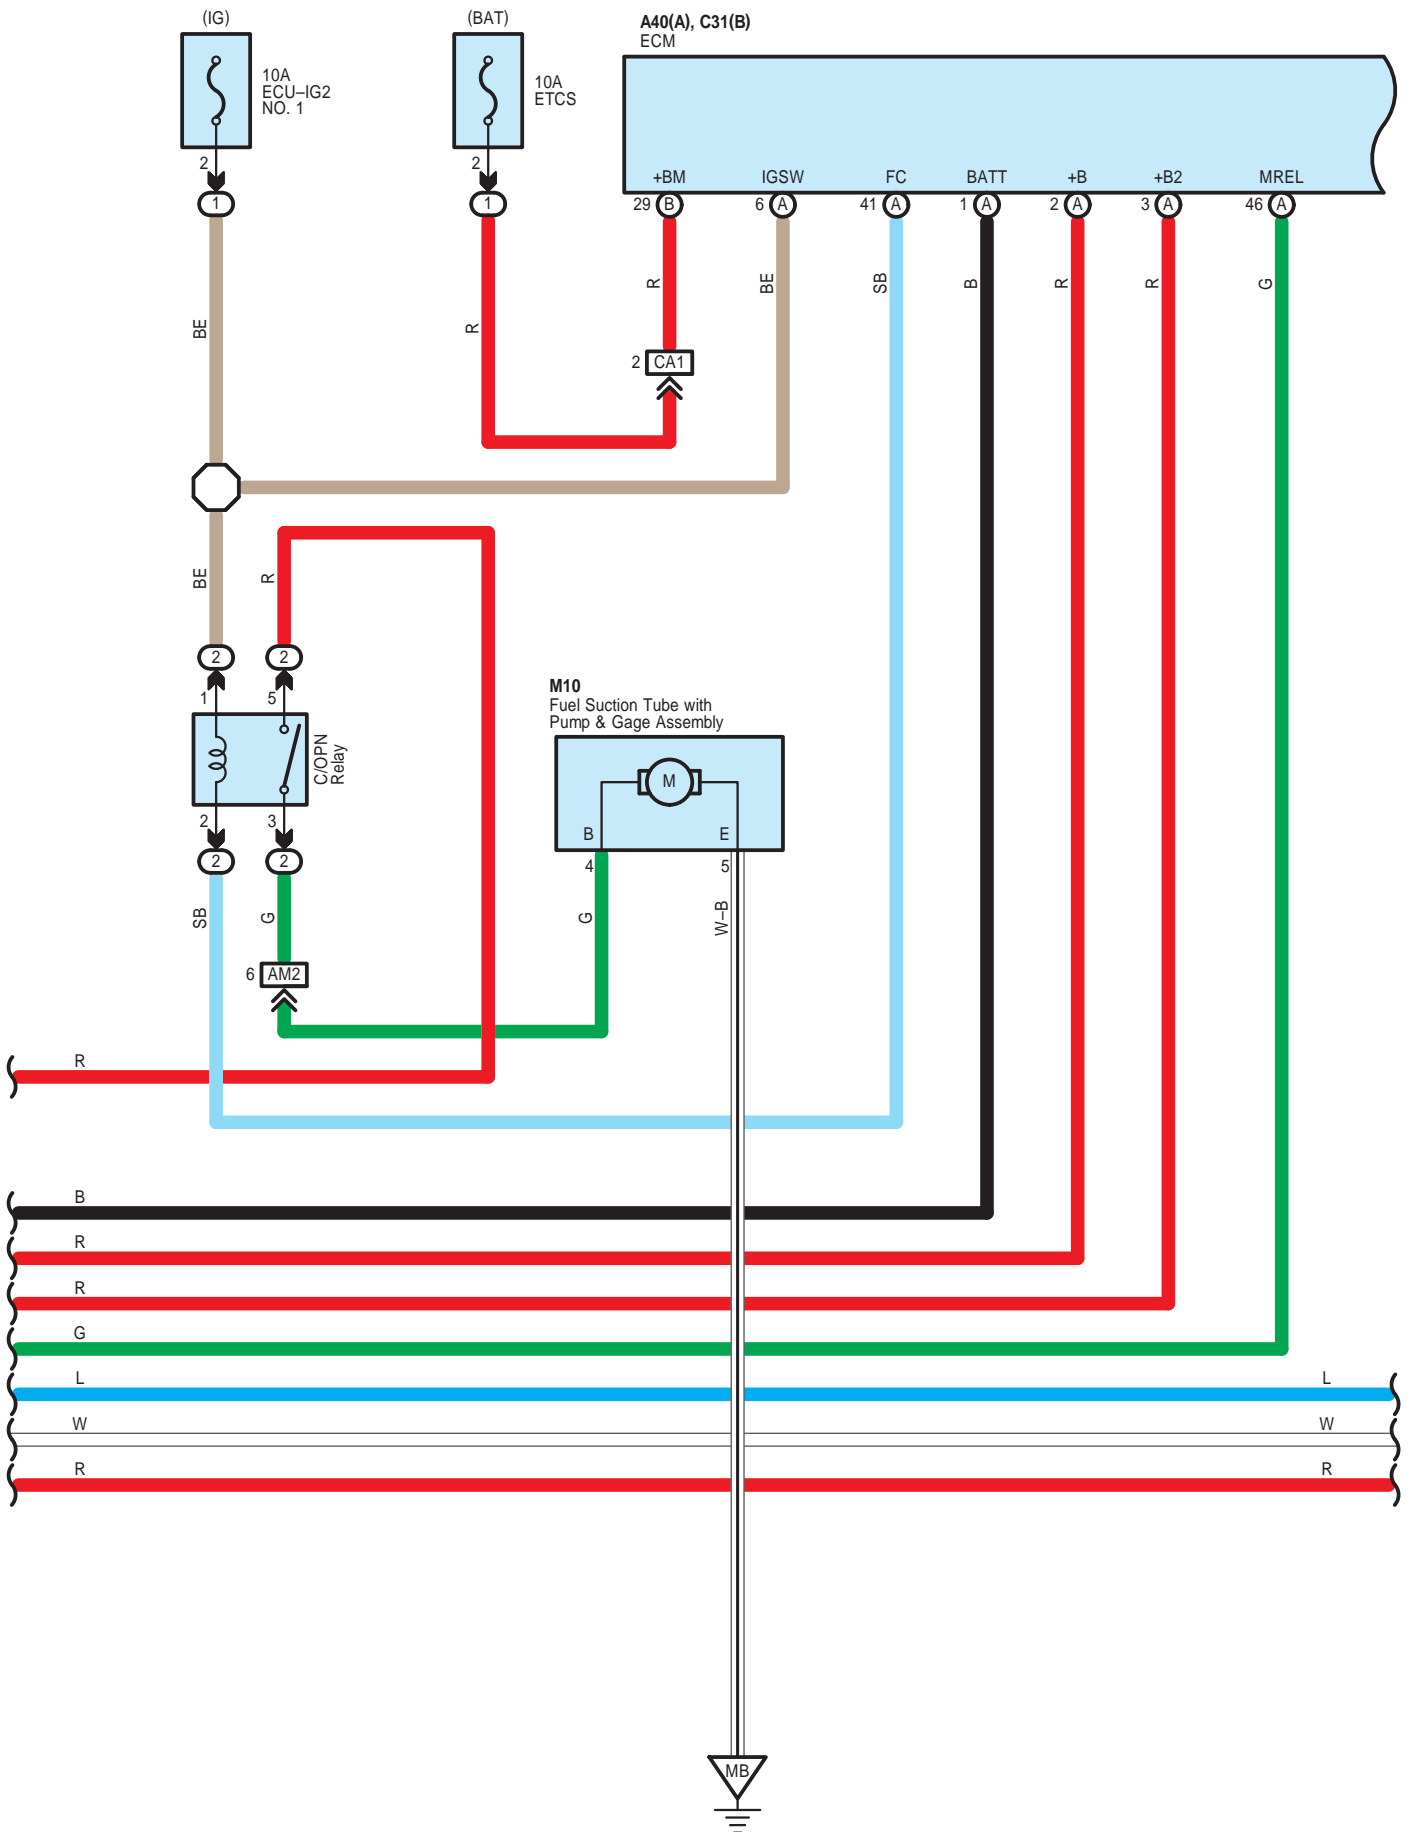 (IG)
(BAT)
A40(A), C31(B)
ECM
10A
ECU–IG2
NO. 1
10A
ETCS
2
2
1
1
+BM
IGSW
FC
BATT
+B
+B2
MREL
29 B
6 A
41 A
1 A
2 A
3 A
46 A
BE
R
R
BE
SB
B
R
R
G
2 CA1
BE
R
2
2
1
5
C/OPN
Relay
2
3
2
2
M10
Fuel Suction Tube with
Pump & Gage Assembly
M
B
E
4
5
SB
G
G
W–B
6 AM2
R
B
R
R
G
L
L
W
W
R
R
MB